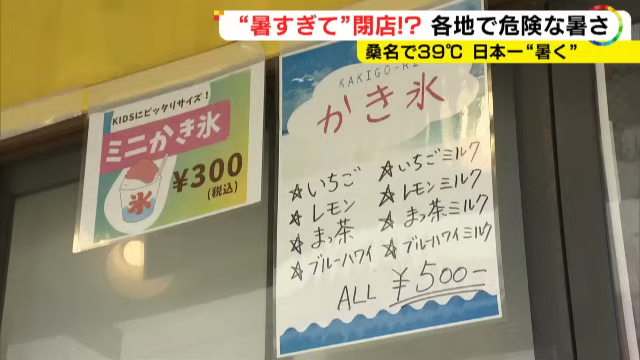 “暑すぎて”閉店!? 各地で危険な暑さ
桑名で39℃ 日本一“暑く”
KIDSにピッタリサイズ!
ミニかき氷
氷
¥300
(税込)
KAKIGO-RI
かき氷
☆いちご
☆レモン
☆まっ茶
☆ブルーハワイ
☆いちごミルク
☆レモンミルク
☆まっ茶ミルク
☆ブルーハワイミルク
ALL ¥500-